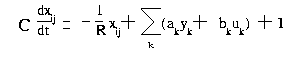 C dx_ij/dt = - 1/R x_ij + ∑_k (a_k y_k + b_k u_k) + I